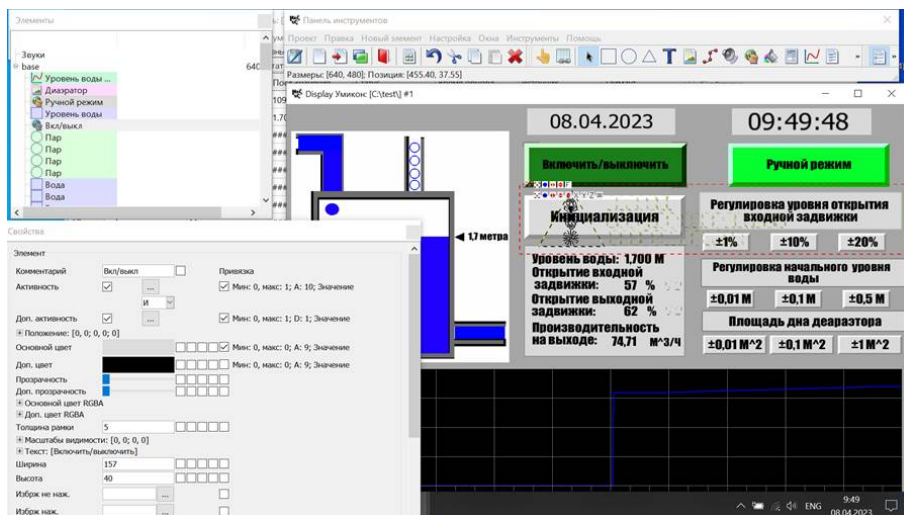 Элементы
Звуки
base
640
Уровень воды ...
Диаэратор
Ручной режим
Уровень воды
Вкл/выкл
Пар
Пар
Пар
Пар
Вода
Вода
Панель инструментов
Проект Правка Новый элемент Настройка Окна Инструменты Помощь
Размеры: [640, 480]; Позиция: [455.40, 37.55]
Display Умикон: [C:\test\] #1
08.04.2023
09:49:48
Включить/выключить
Ручной режим
Инициализация
Регулировка уровня открытия
входной задвижки
±1% ±10% ±20%
1,7 метра
Уровень воды: 1,700 М
Открытие входной
задвижки: 57 %
Открытие выходной
задвижки: 62 %
Производительность
на выходе: 74,71 М^3/Ч
Регулировка начального уровня
воды
±0,01 М ±0,1 М ±0,5 М
Площадь дна деаразтора
±0,01 М^2 ±0,1 М^2 ±1 М^2
Свойства
Элемент
Комментарий Вкл/выкл Привязка
Активность ... Мин: 0, макс: 1; A: 10; Значение
И
Доп. активность ... Мин: 0, макс: 1; D: 1; Значение
Положение: [0, 0; 0, 0; 0]
Основной цвет Мин: 0, макс: 0; A: 9; Значение
Доп. цвет Мин: 0, макс: 0; A: 9; Значение
Прозрачность
Доп. прозрачность
Основной цвет RGBA
Доп. цвет RGBA
Толщина рамки 5
Масштабы видимости: [0, 0; 0, 0]
Текст: [Включить/выключить]
Ширина 157
Высота 40
Избрж не наж. ...
Избрж наж. ...
ENG
9:49
08.04.2023